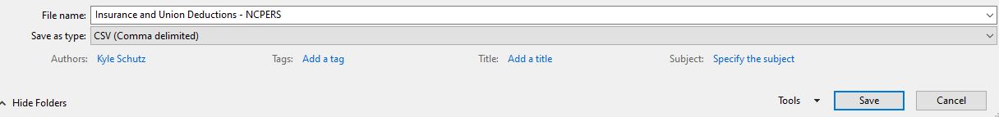 File name: Insurance and Union Deductions - NCPERS
Save as type: CSV (Comma delimited)
Authors: Kyle Schutz Tags: Add a tag Title: Add a title Subject: Specify the subject
Hide Folders Tools Save Cancel